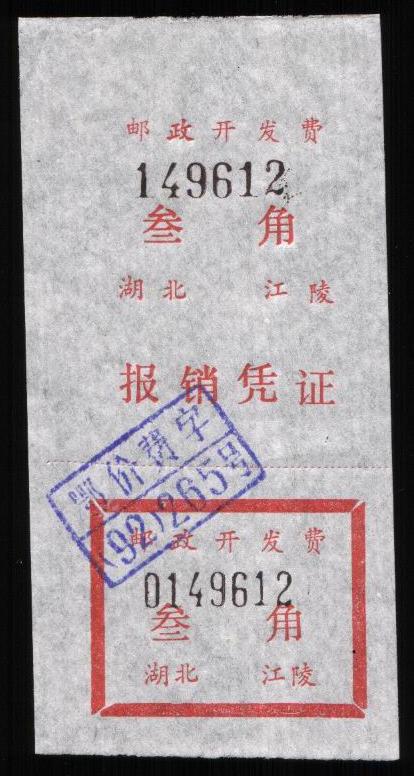 邮政开发费
149612
叁角
湖北 江陵
报销凭证
鄂价费字
(92)265号
邮政开发费
0149612
叁角
湖北 江陵